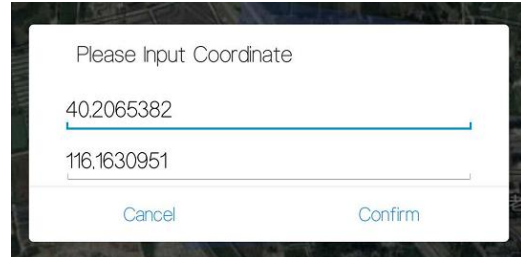 Please Input Coordinate
40.2065382
116.1630951
Cancel
Confirm